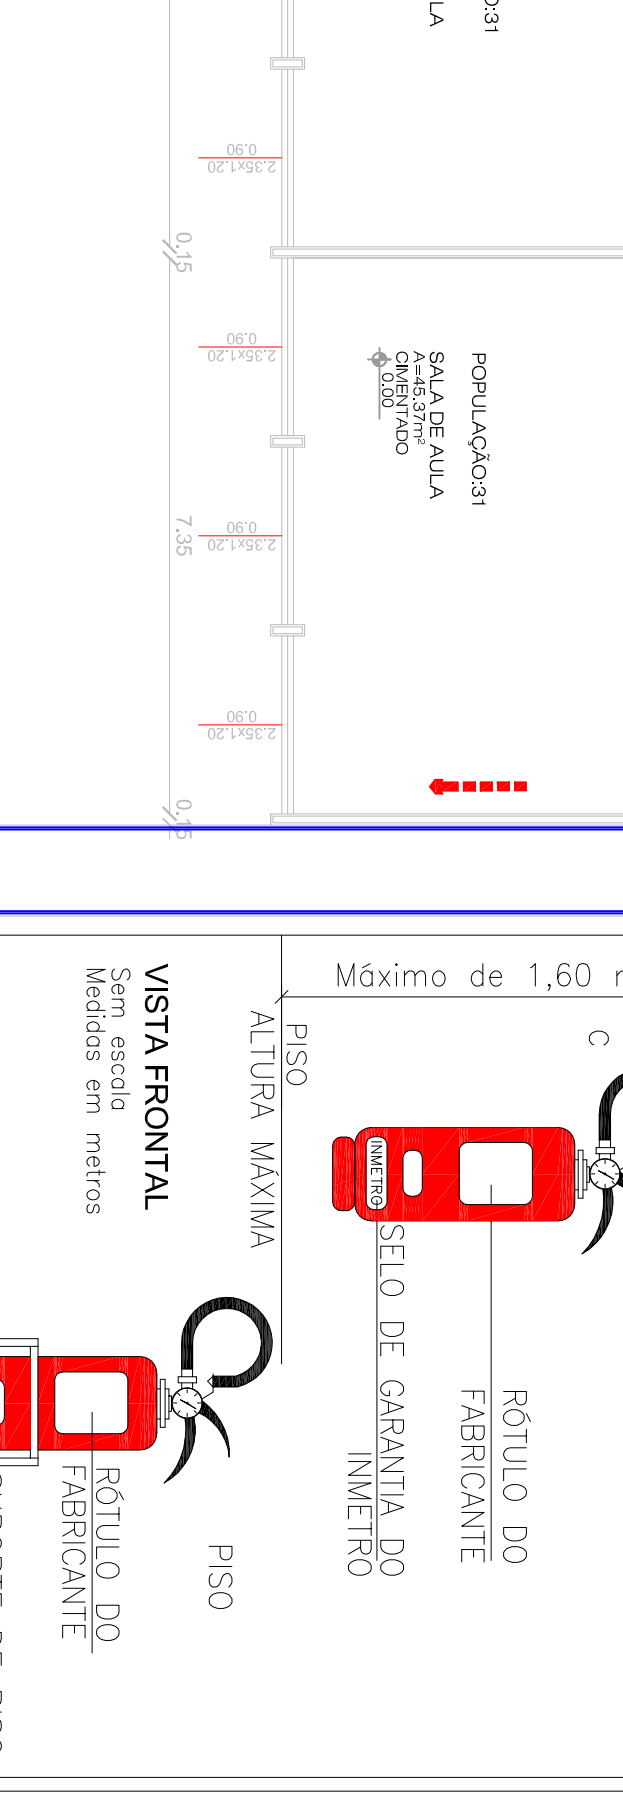 POPULAÇÃO:31
SALA DE AULA
A=45.37m²
CIMENTADO
0.00
0.90
2.35x1.20
0.90
2.35x1.20
0.90
2.35x1.20
0.90
2.35x1.20
0.15
7.35
0.15
Máximo de 1,60
PISO
ALTURA MÁXIMA
VISTA FRONTAL
Sem escala
Medidas em metros
C
INMETRO
SELO DE GARANTIA DO
INMETRO
RÓTULO DO
FABRICANTE
PISO
RÓTULO DO
FABRICANTE